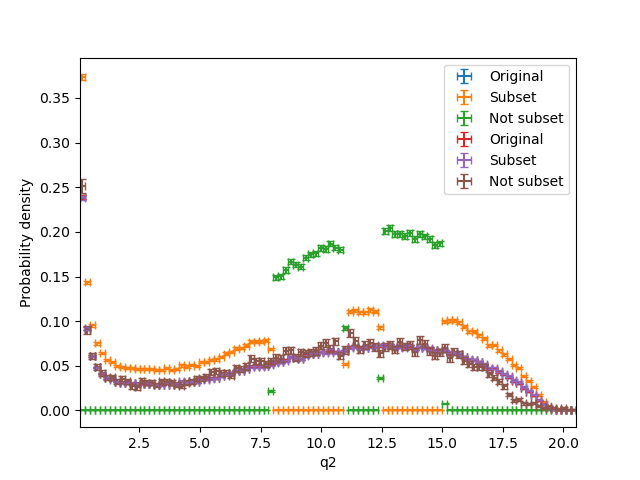 Original
Subset
Not subset
Original
Subset
Not subset
Probability density
0.35
0.30
0.25
0.20
0.15
0.10
0.05
0.00
2.5 5.0 7.5 10.0 12.5 15.0 17.5 20.0
q2